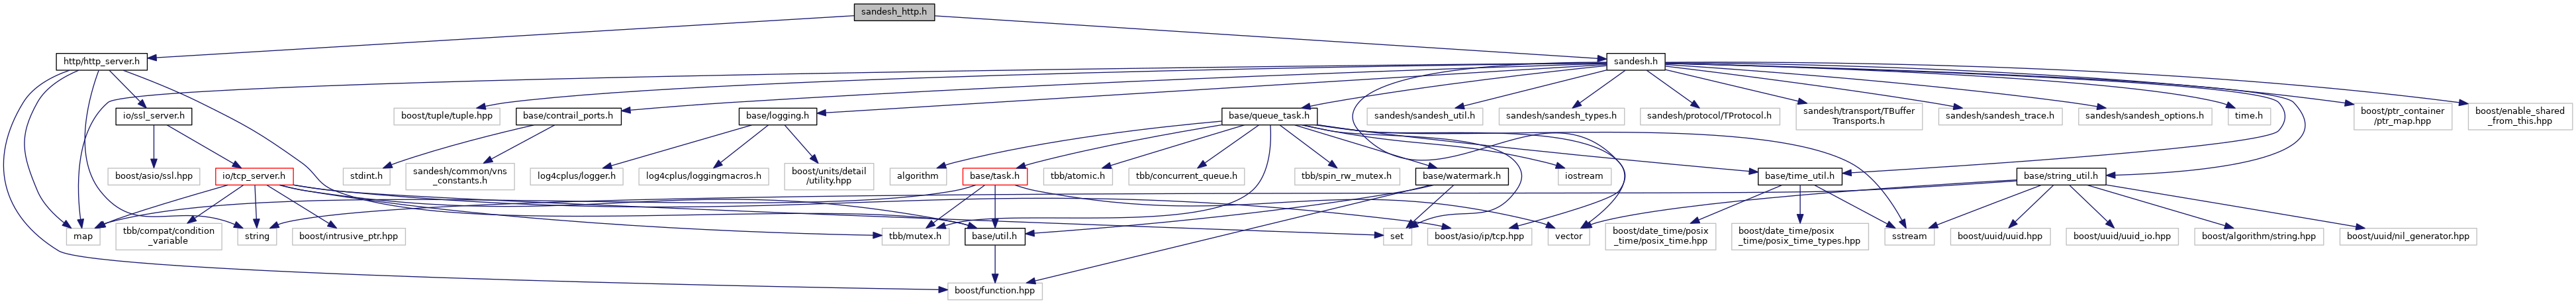 sandesh_http.h
http/http_server.h
sandesh.h
io/ssl_server.h
boost/tuple/tuple.hpp
base/contrail_ports.h
base/logging.h
base/queue_task.h
sandesh/sandesh_util.h
sandesh/sandesh_types.h
sandesh/protocol/TProtocol.h
sandesh/transport/TBuffer
Transports.h
sandesh/sandesh_trace.h
sandesh/sandesh_options.h
time.h
boost/ptr_container
/ptr_map.hpp
boost/enable_shared
_from_this.hpp
boost/asio/ssl.hpp
io/tcp_server.h
stdint.h
sandesh/common/vns
_constants.h
log4cplus/logger.h
log4cplus/loggingmacros.h
boost/units/detail
/utility.hpp
algorithm
base/task.h
tbb/atomic.h
tbb/concurrent_queue.h
tbb/spin_rw_mutex.h
base/watermark.h
iostream
base/time_util.h
base/string_util.h
map
tbb/compat/condition
_variable
string
boost/intrusive_ptr.hpp
tbb/mutex.h
base/util.h
set
boost/asio/ip/tcp.hpp
vector
boost/date_time/posix
_time/posix_time.hpp
boost/date_time/posix
_time/posix_time_types.hpp
sstream
boost/uuid/uuid.hpp
boost/uuid/uuid_io.hpp
boost/algorithm/string.hpp
boost/uuid/nil_generator.hpp
boost/function.hpp